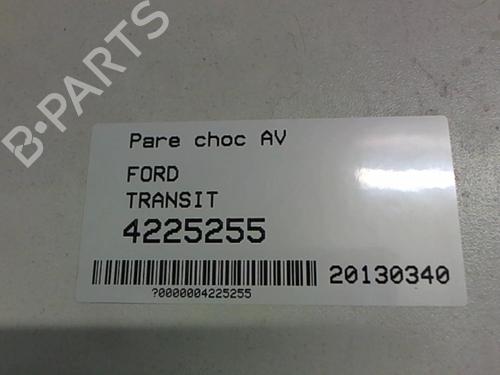 B-PARTS
Pare choc AV
FORD
TRANSIT
4225255
20130340
?0000004225255